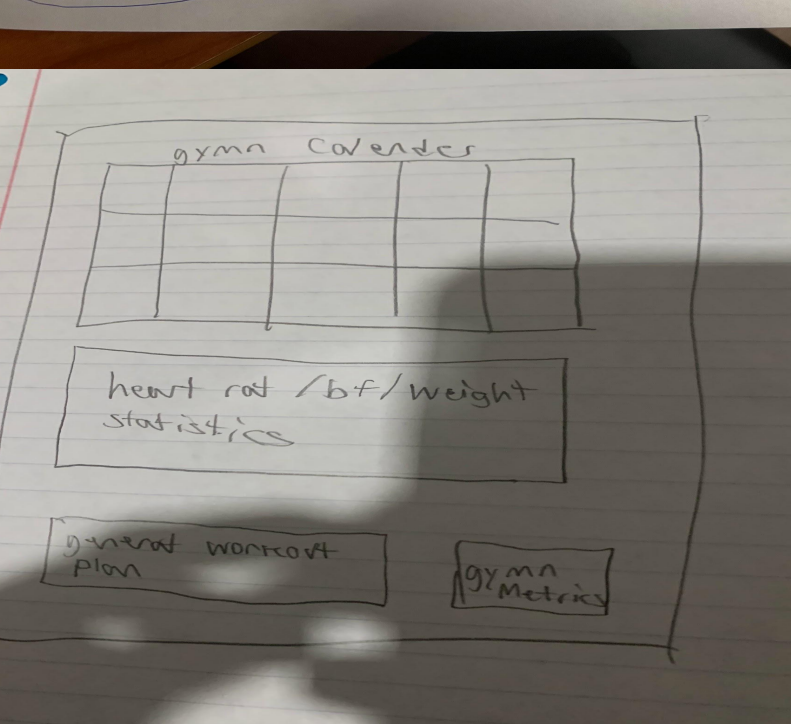 gymn Calender
heart rat /bf/weight
statistics
general workout
plan
gymn
Metrics